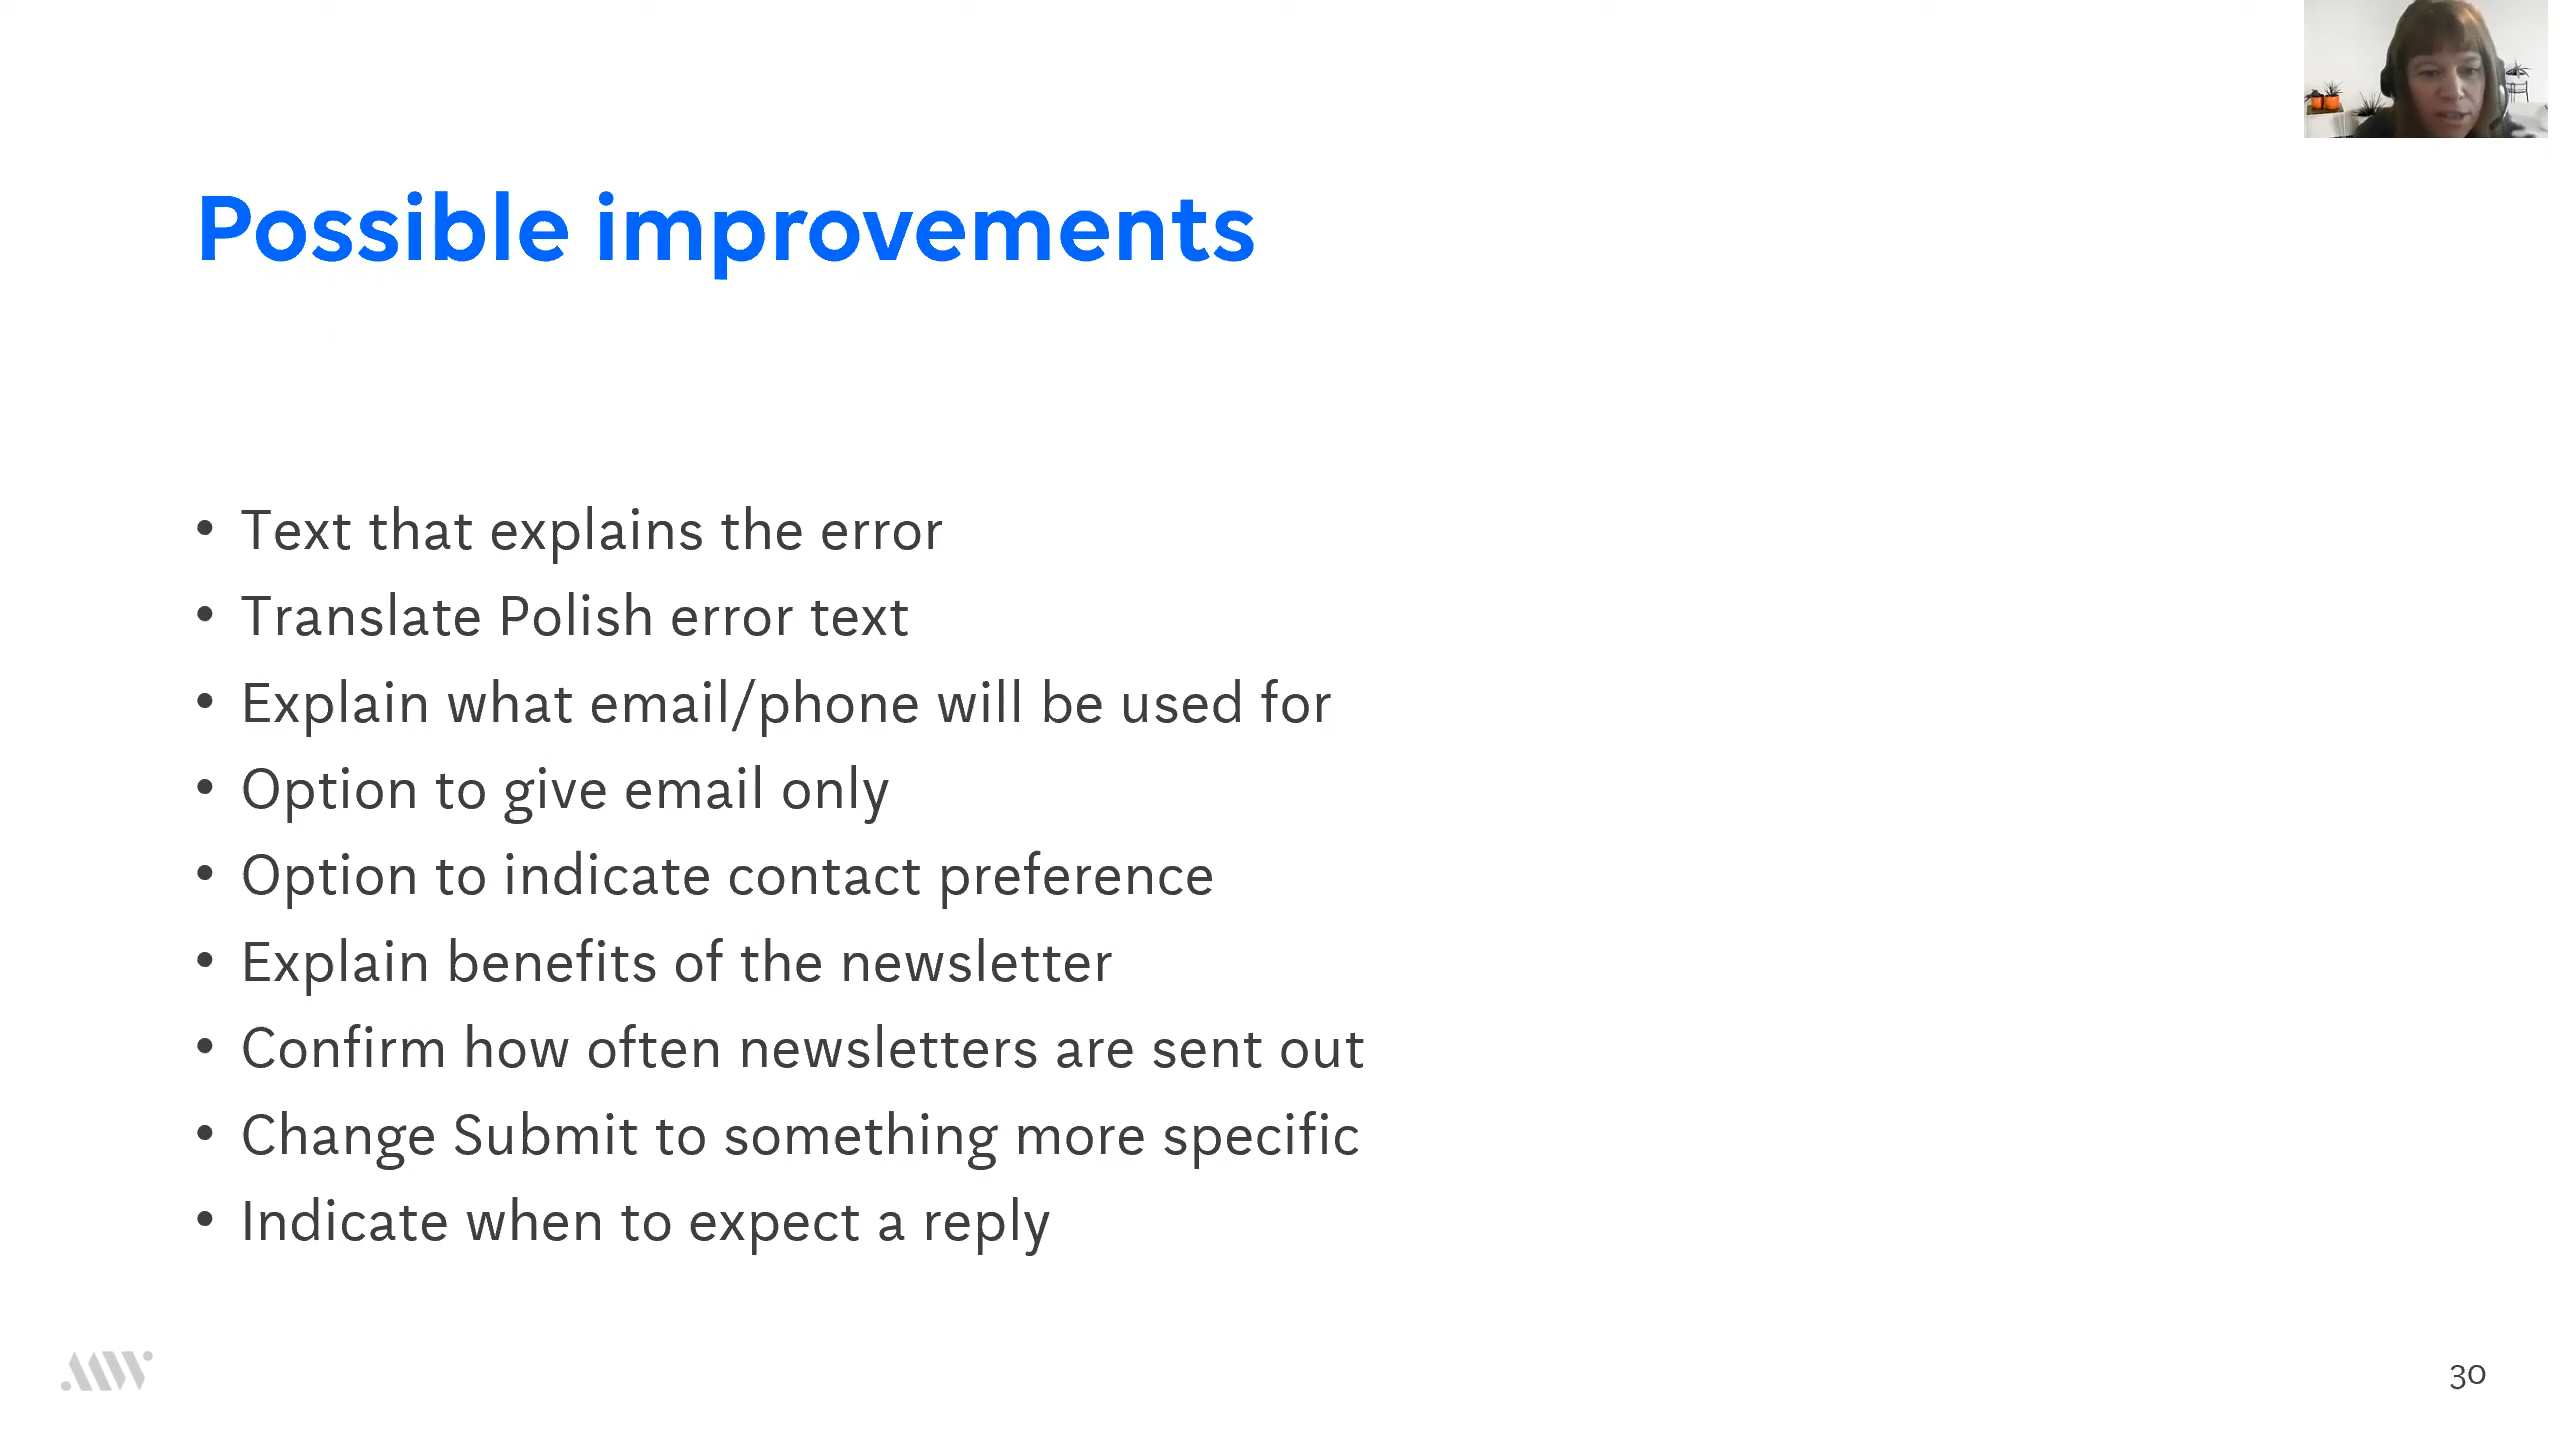 Possible improvements
• Text that explains the error
• Translate Polish error text
• Explain what email/phone will be used for
• Option to give email only
• Option to indicate contact preference
• Explain benefits of the newsletter
• Confirm how often newsletters are sent out
• Change Submit to something more specific
• Indicate when to expect a reply
30